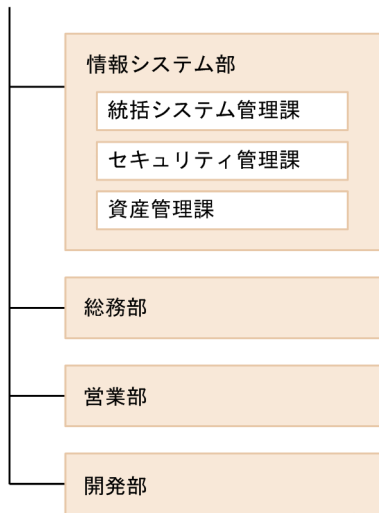 情報システム部
統括システム管理課
セキュリティ管理課
資産管理課
総務部
営業部
開発部